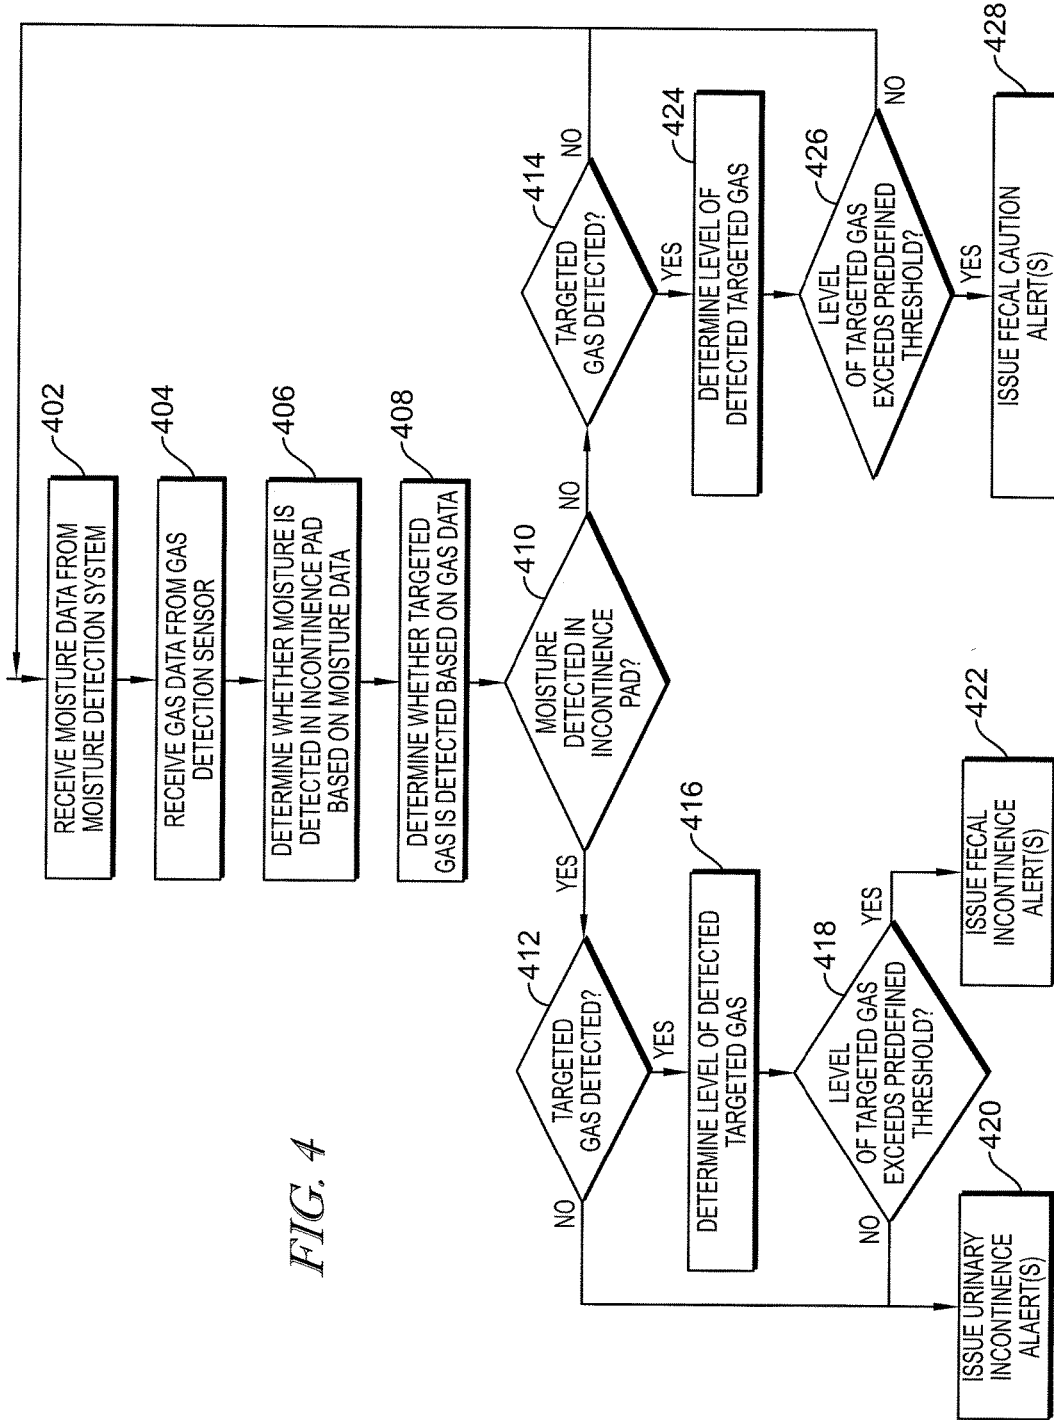 402
RECEIVE MOISTURE DATA FROM
MOISTURE DETECTION SYSTEM
404
RECEIVE GAS DATA FROM GAS
DETECTION SENSOR
406
DETERMINE WHETHER MOISTURE IS
DETECTED IN INCONTINENCE PAD
BASED ON MOISTURE DATA
408
DETERMINE WHETHER TARGETED
GAS IS DETECTED BASED ON GAS DATA
410
MOISTURE
DETECTED IN
INCONTINENCE
PAD?
YES
NO
412
TARGETED
GAS DETECTED?
NO
YES
414
TARGETED
GAS DETECTED?
NO
YES
416
DETERMINE LEVEL OF DETECTED
TARGETED GAS
424
DETERMINE LEVEL OF
DETECTED TARGETED GAS
418
LEVEL
OF TARGETED GAS
EXCEEDS PREDEFINED
THRESHOLD?
NO
YES
426
LEVEL
OF TARGETED GAS
EXCEEDS PREDEFINED
THRESHOLD?
NO
YES
420
ISSUE URINARY
INCONTINENCE
ALAERT(S)
422
ISSUE FECAL
INCONTINENCE
ALERT(S)
428
ISSUE FECAL CAUTION
ALERT(S)
FIG. 4